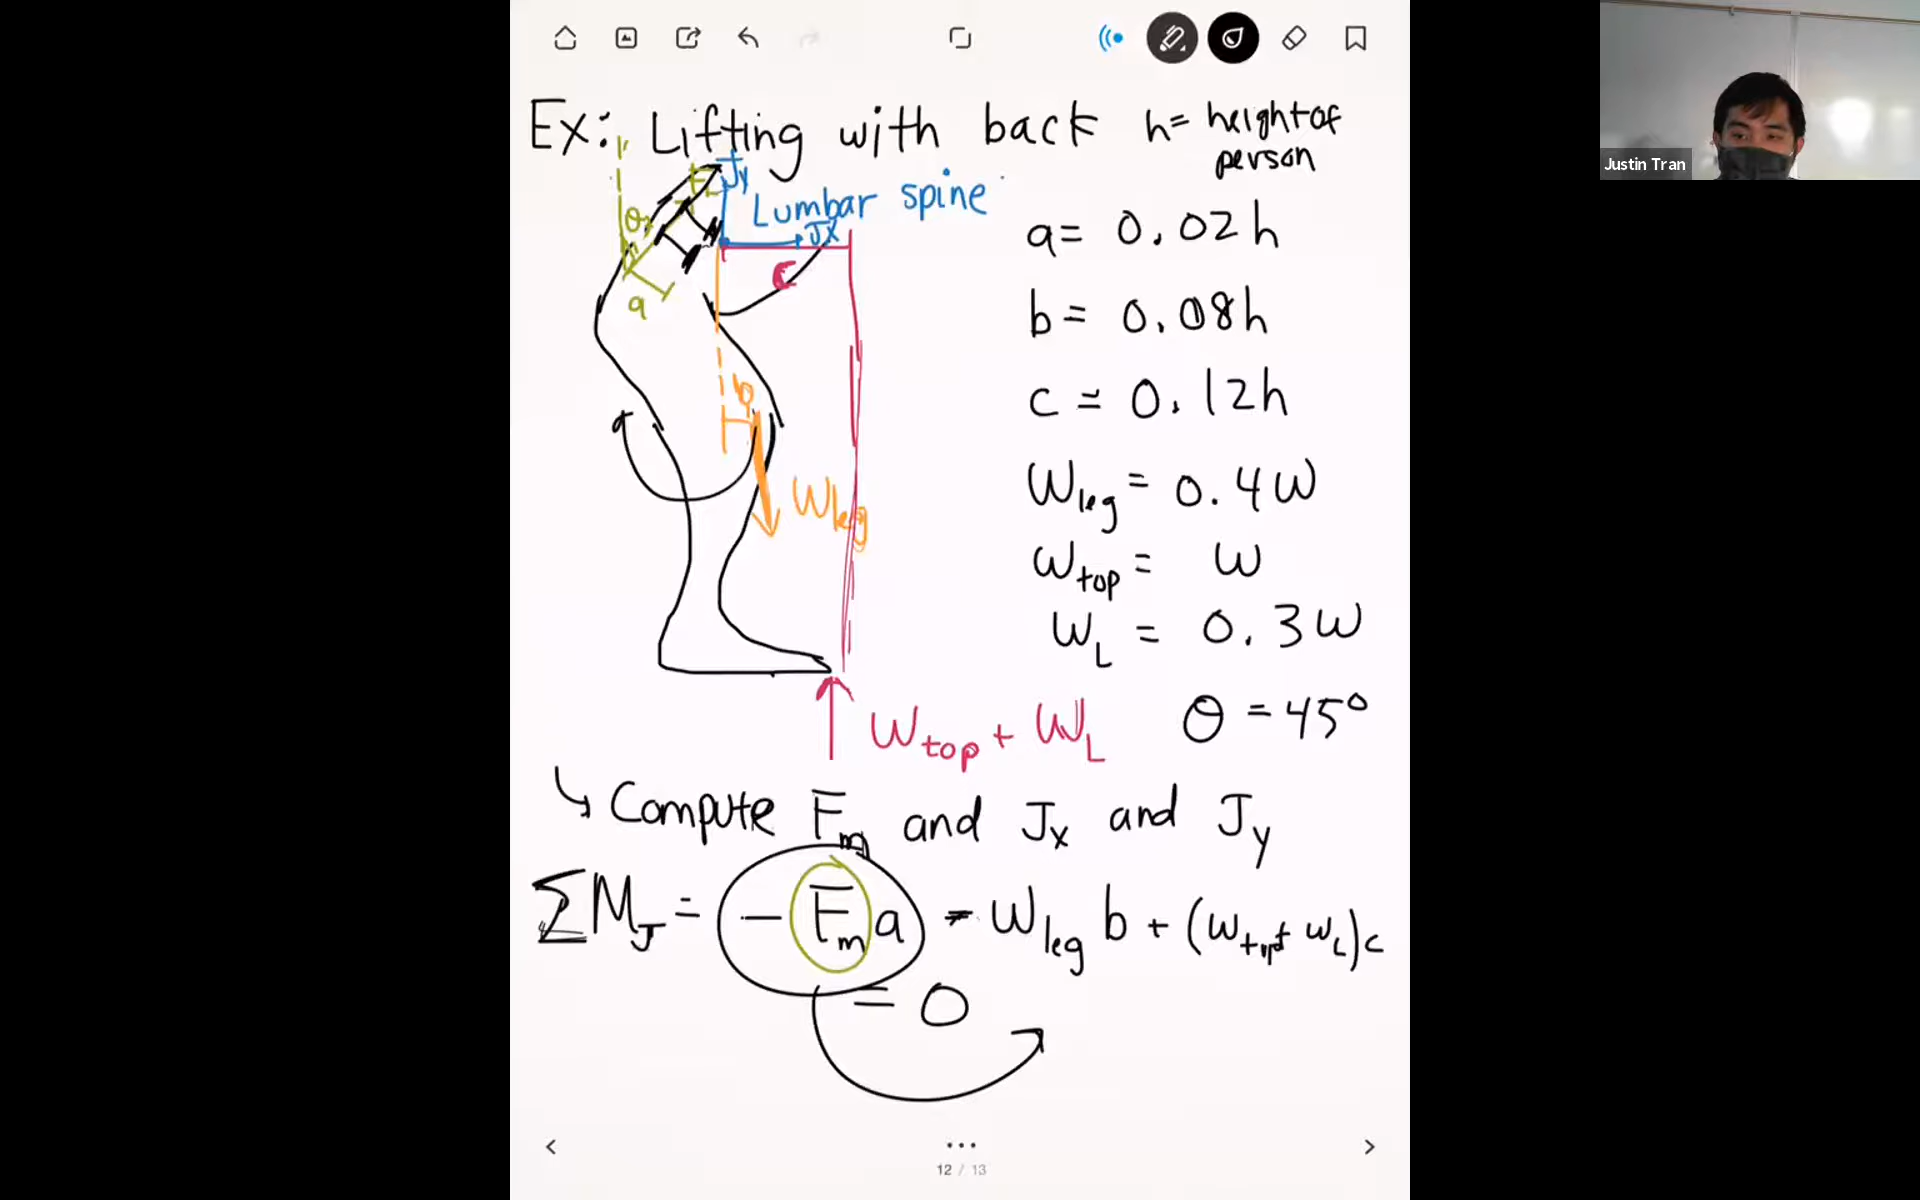 Ex: Lifting with back h= height of
person
Jy
Lumbar spine
Jx
θ
c
a
a= 0.02h
b= 0.08h
c = 0.12h
b
Wleg
Wleg = 0.4W
Wtop = W
WL = 0.3W
θ = 45°
Wtop + WL
↳ Compute Fm and Jx and Jy
ΣMJ = - Fm a - Wleg b + (Wtop+ WL)c
= 0
12 / 13
Justin Tran